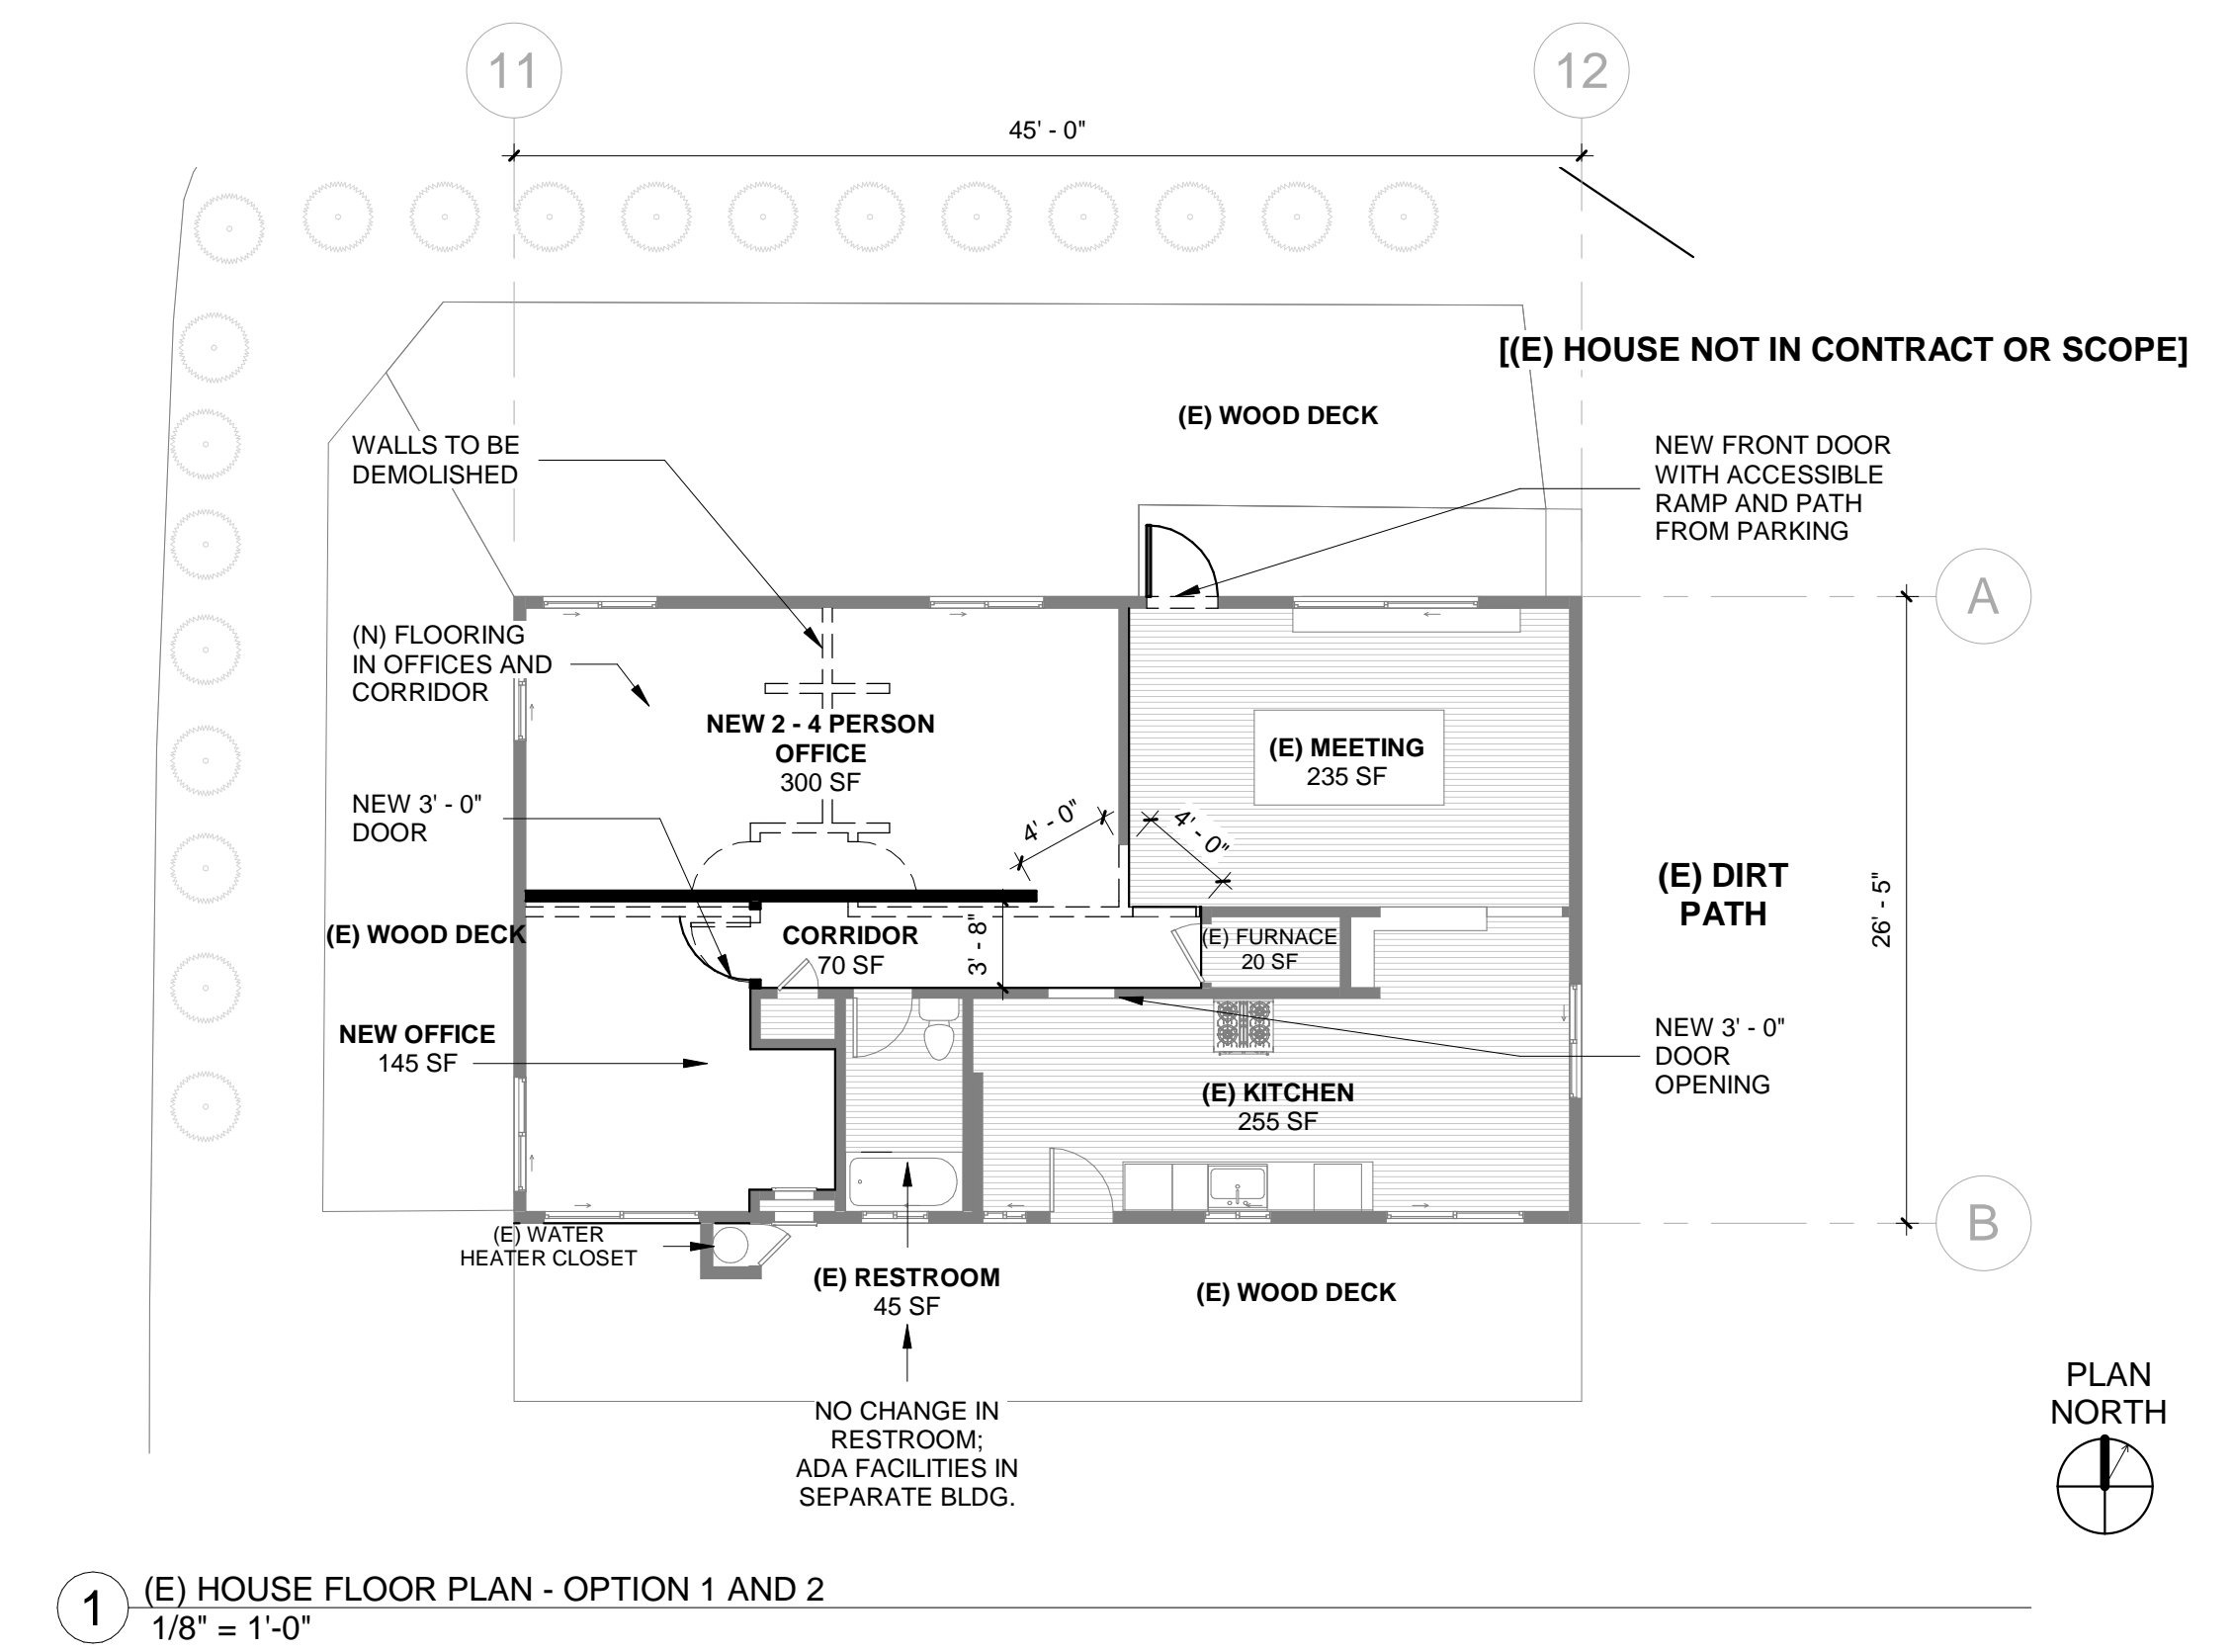 11
12
45' - 0"
[(E) HOUSE NOT IN CONTRACT OR SCOPE]
(E) WOOD DECK
WALLS TO BE
DEMOLISHED
NEW FRONT DOOR
WITH ACCESSIBLE
RAMP AND PATH
FROM PARKING
A
(N) FLOORING
IN OFFICES AND
CORRIDOR
NEW 2 - 4 PERSON
OFFICE
300 SF
(E) MEETING
235 SF
NEW 3' - 0"
DOOR
4' - 0"
4' - 0"
(E) DIRT
PATH
26' - 5"
(E) WOOD DECK
CORRIDOR
70 SF
3' - 8"
(E) FURNACE
20 SF
NEW OFFICE
145 SF
NEW 3' - 0"
DOOR
OPENING
(E) KITCHEN
255 SF
B
(E) WATER
HEATER CLOSET
(E) RESTROOM
45 SF
(E) WOOD DECK
NO CHANGE IN
RESTROOM;
ADA FACILITIES IN
SEPARATE BLDG.
PLAN
NORTH
1
(E) HOUSE FLOOR PLAN - OPTION 1 AND 2
1/8" = 1'-0"